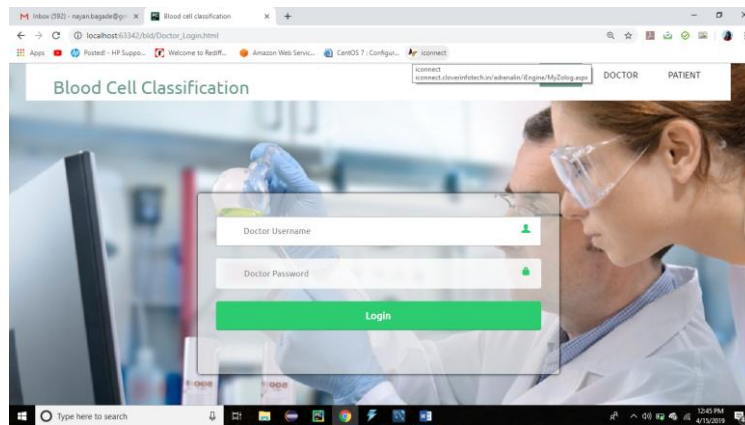 Inbox (592) - nayan.bagade@gm
Blood cell classification
localhost:63342/bld/Doctor_Login.html
Apps
Posted! - HP Suppo...
Welcome to Rediff...
Amazon Web Servic...
CentOS 7 : Configur...
iconnect
iconnect
iconnect.cloverinfotech.in/adrenalin/iEngine/MyZolog.aspx
Blood Cell Classification
DOCTOR
PATIENT
Doctor Username
Doctor Password
Login
Type here to search
12:45 PM
4/15/2019